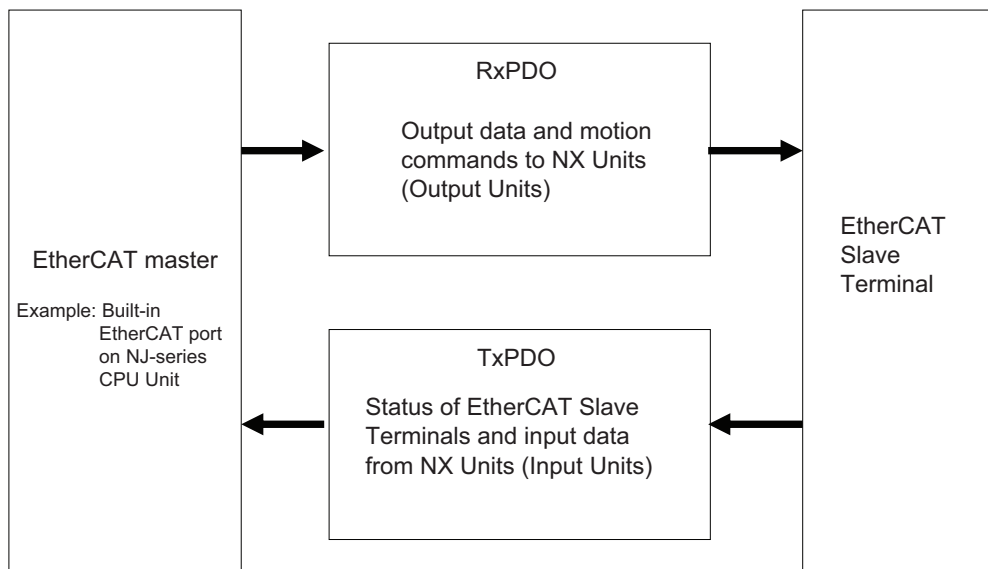 EtherCAT master
Example: Built-in
EtherCAT port
on NJ-series
CPU Unit
RxPDO
Output data and motion
commands to NX Units
(Output Units)
TxPDO
Status of EtherCAT Slave
Terminals and input data
from NX Units (Input Units)
EtherCAT
Slave
Terminal